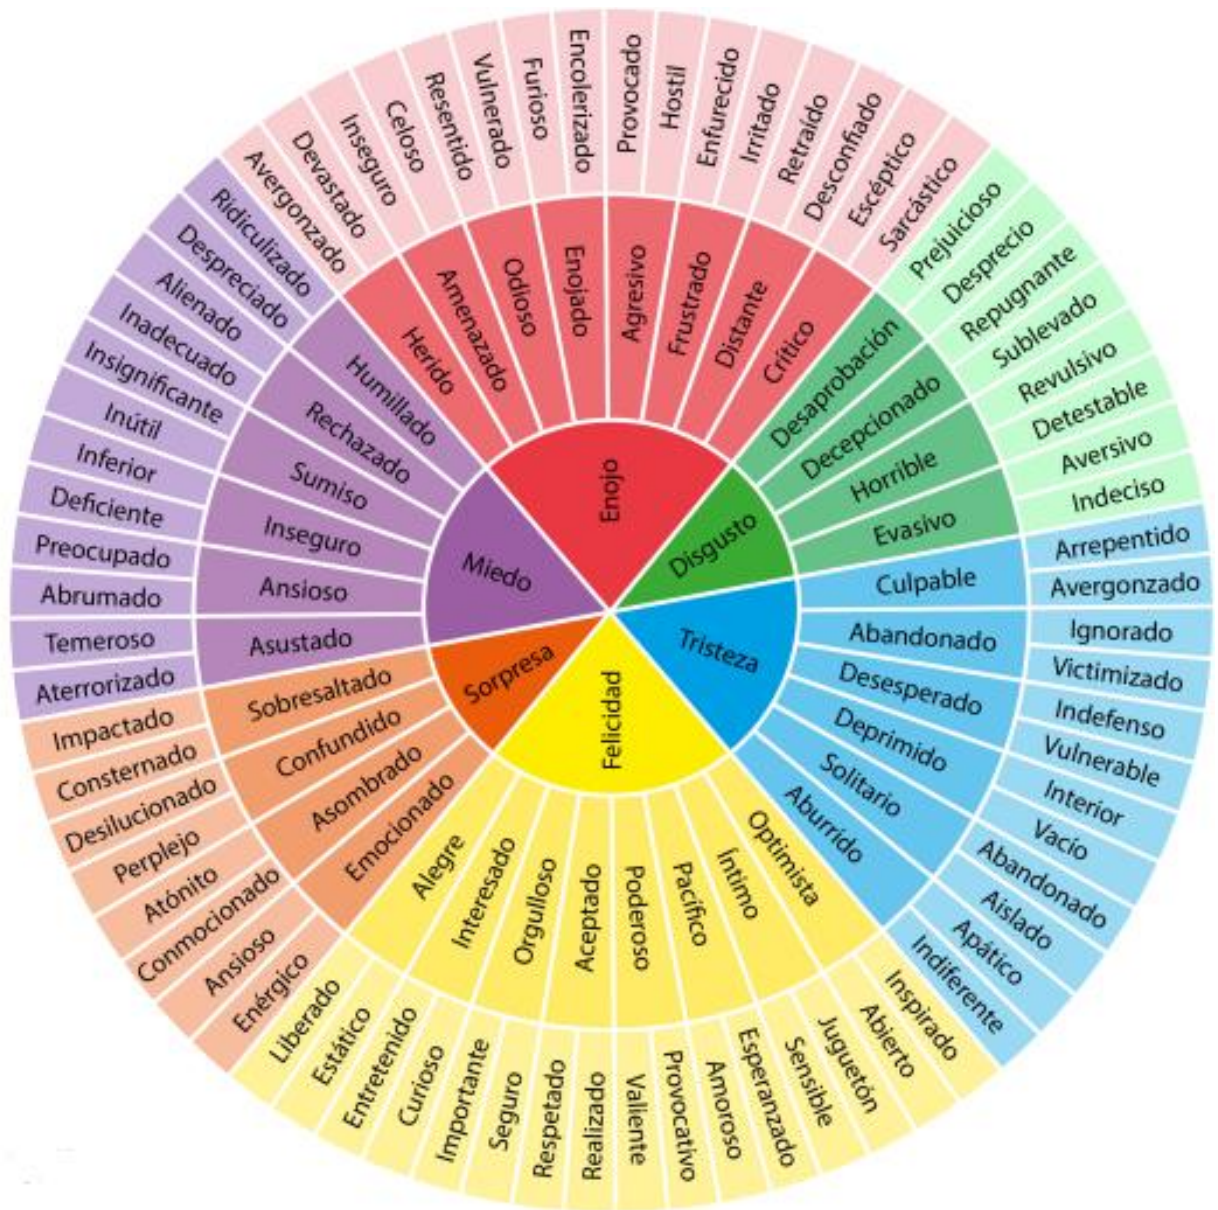 Enojo
Disgusto
Tristeza
Felicidad
Sorpresa
Miedo
Herido
Amenazado
Odioso
Enojado
Agresivo
Frustrado
Distante
Crítico
Desaprobación
Decepcionado
Horrible
Evasivo
Culpable
Abandonado
Desesperado
Deprimido
Solitario
Aburrido
Optimista
Íntimo
Pacífico
Poderoso
Aceptado
Orgulloso
Interesado
Alegre
Emocionado
Asombrado
Confundido
Sobresaltado
Asustado
Ansioso
Inseguro
Sumiso
Rechazado
Humillado
Avergonzado
Devastado
Inseguro
Celoso
Resentido
Vulnerado
Furioso
Encolerizado
Provocado
Hostil
Enfurecido
Irritado
Retraído
Desconfiado
Escéptico
Sarcástico
Prejuicioso
Desprecio
Repugnante
Sublevado
Revulsivo
Detestable
Aversivo
Indeciso
Arrepentido
Avergonzado
Ignorado
Victimizado
Indefenso
Vulnerable
Interior
Vacío
Abandonado
Aislado
Apático
Indiferente
Inspirado
Abierto
Juguetón
Sensible
Esperanzado
Amoroso
Provocativo
Valiente
Realizado
Respetado
Seguro
Importante
Curioso
Entretenido
Estático
Liberado
Enérgico
Ansioso
Conmocionado
Atónito
Perplejo
Desilucionado
Consternado
Impactado
Aterrorizado
Temeroso
Abrumado
Preocupado
Deficiente
Inferior
Inútil
Insignificante
Inadecuado
Alienado
Despreciado
Ridiculizado